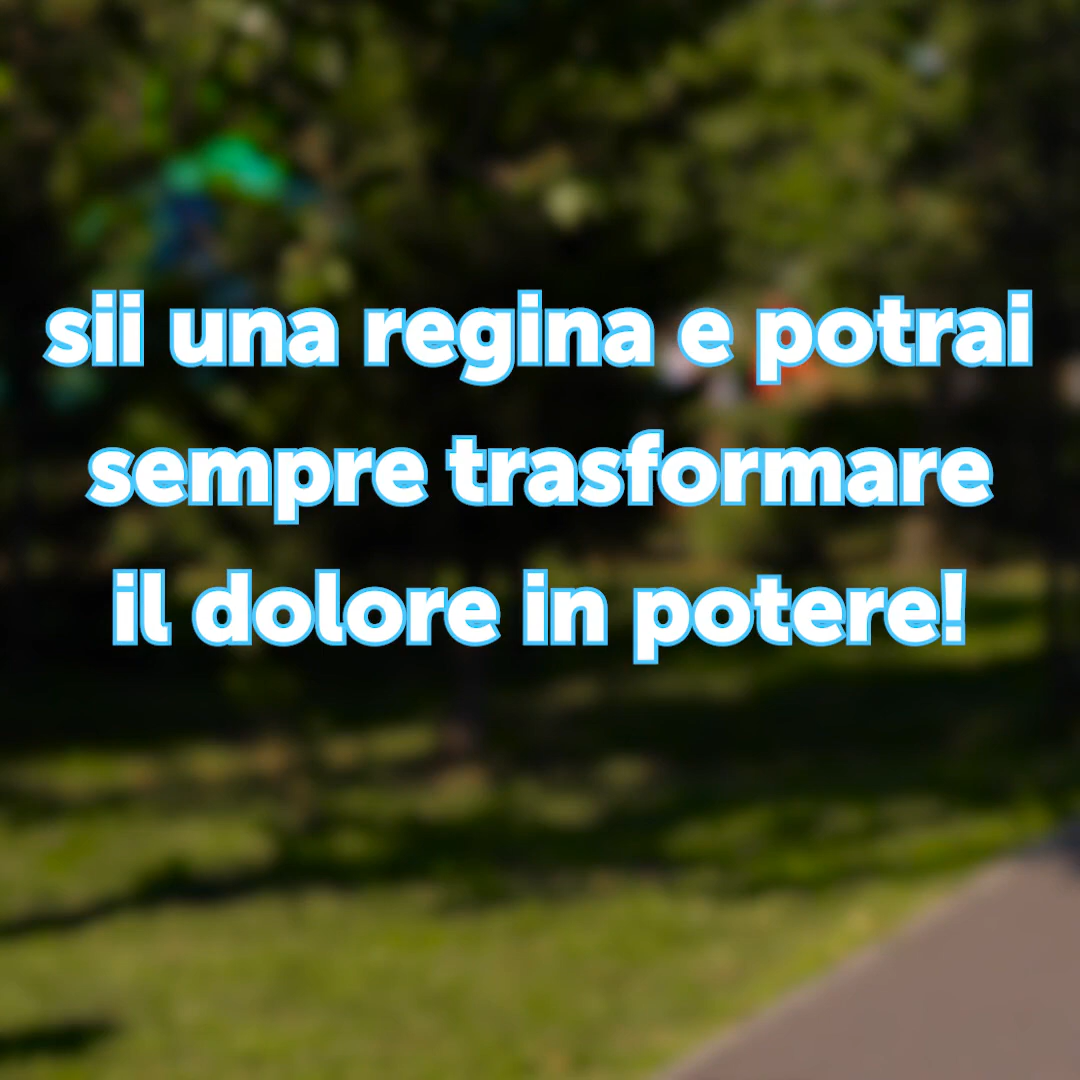 sii una regina e potrai
sempre trasformare
il dolore in potere!